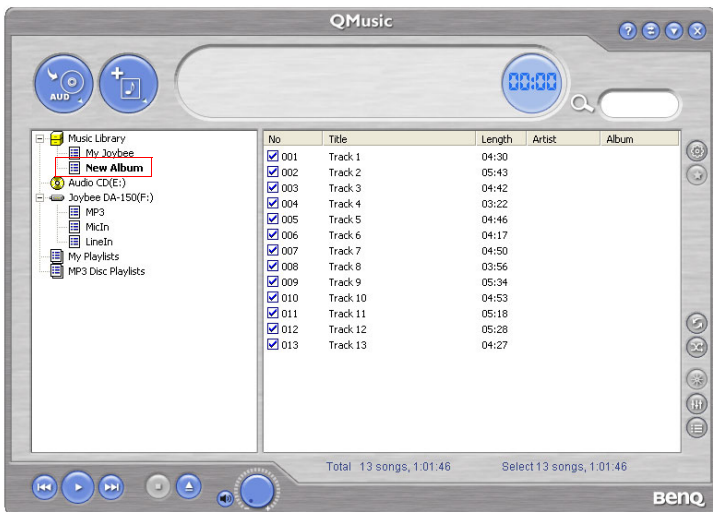 QMusic
AUD
00:00
Music Library
My Joybee
New Album
Audio CD(E:)
Joybee DA-150(F:)
MP3
MicIn
LineIn
My Playlists
MP3 Disc Playlists
No Title Length Artist Album
001 Track 1 04:30
002 Track 2 05:43
003 Track 3 04:42
004 Track 4 03:22
005 Track 5 04:46
006 Track 6 04:17
007 Track 7 04:50
008 Track 8 03:56
009 Track 9 05:34
010 Track 10 04:53
011 Track 11 05:18
012 Track 12 05:28
013 Track 13 04:27
Total 13 songs, 1:01:46 Select 13 songs, 1:01:46
BenQ